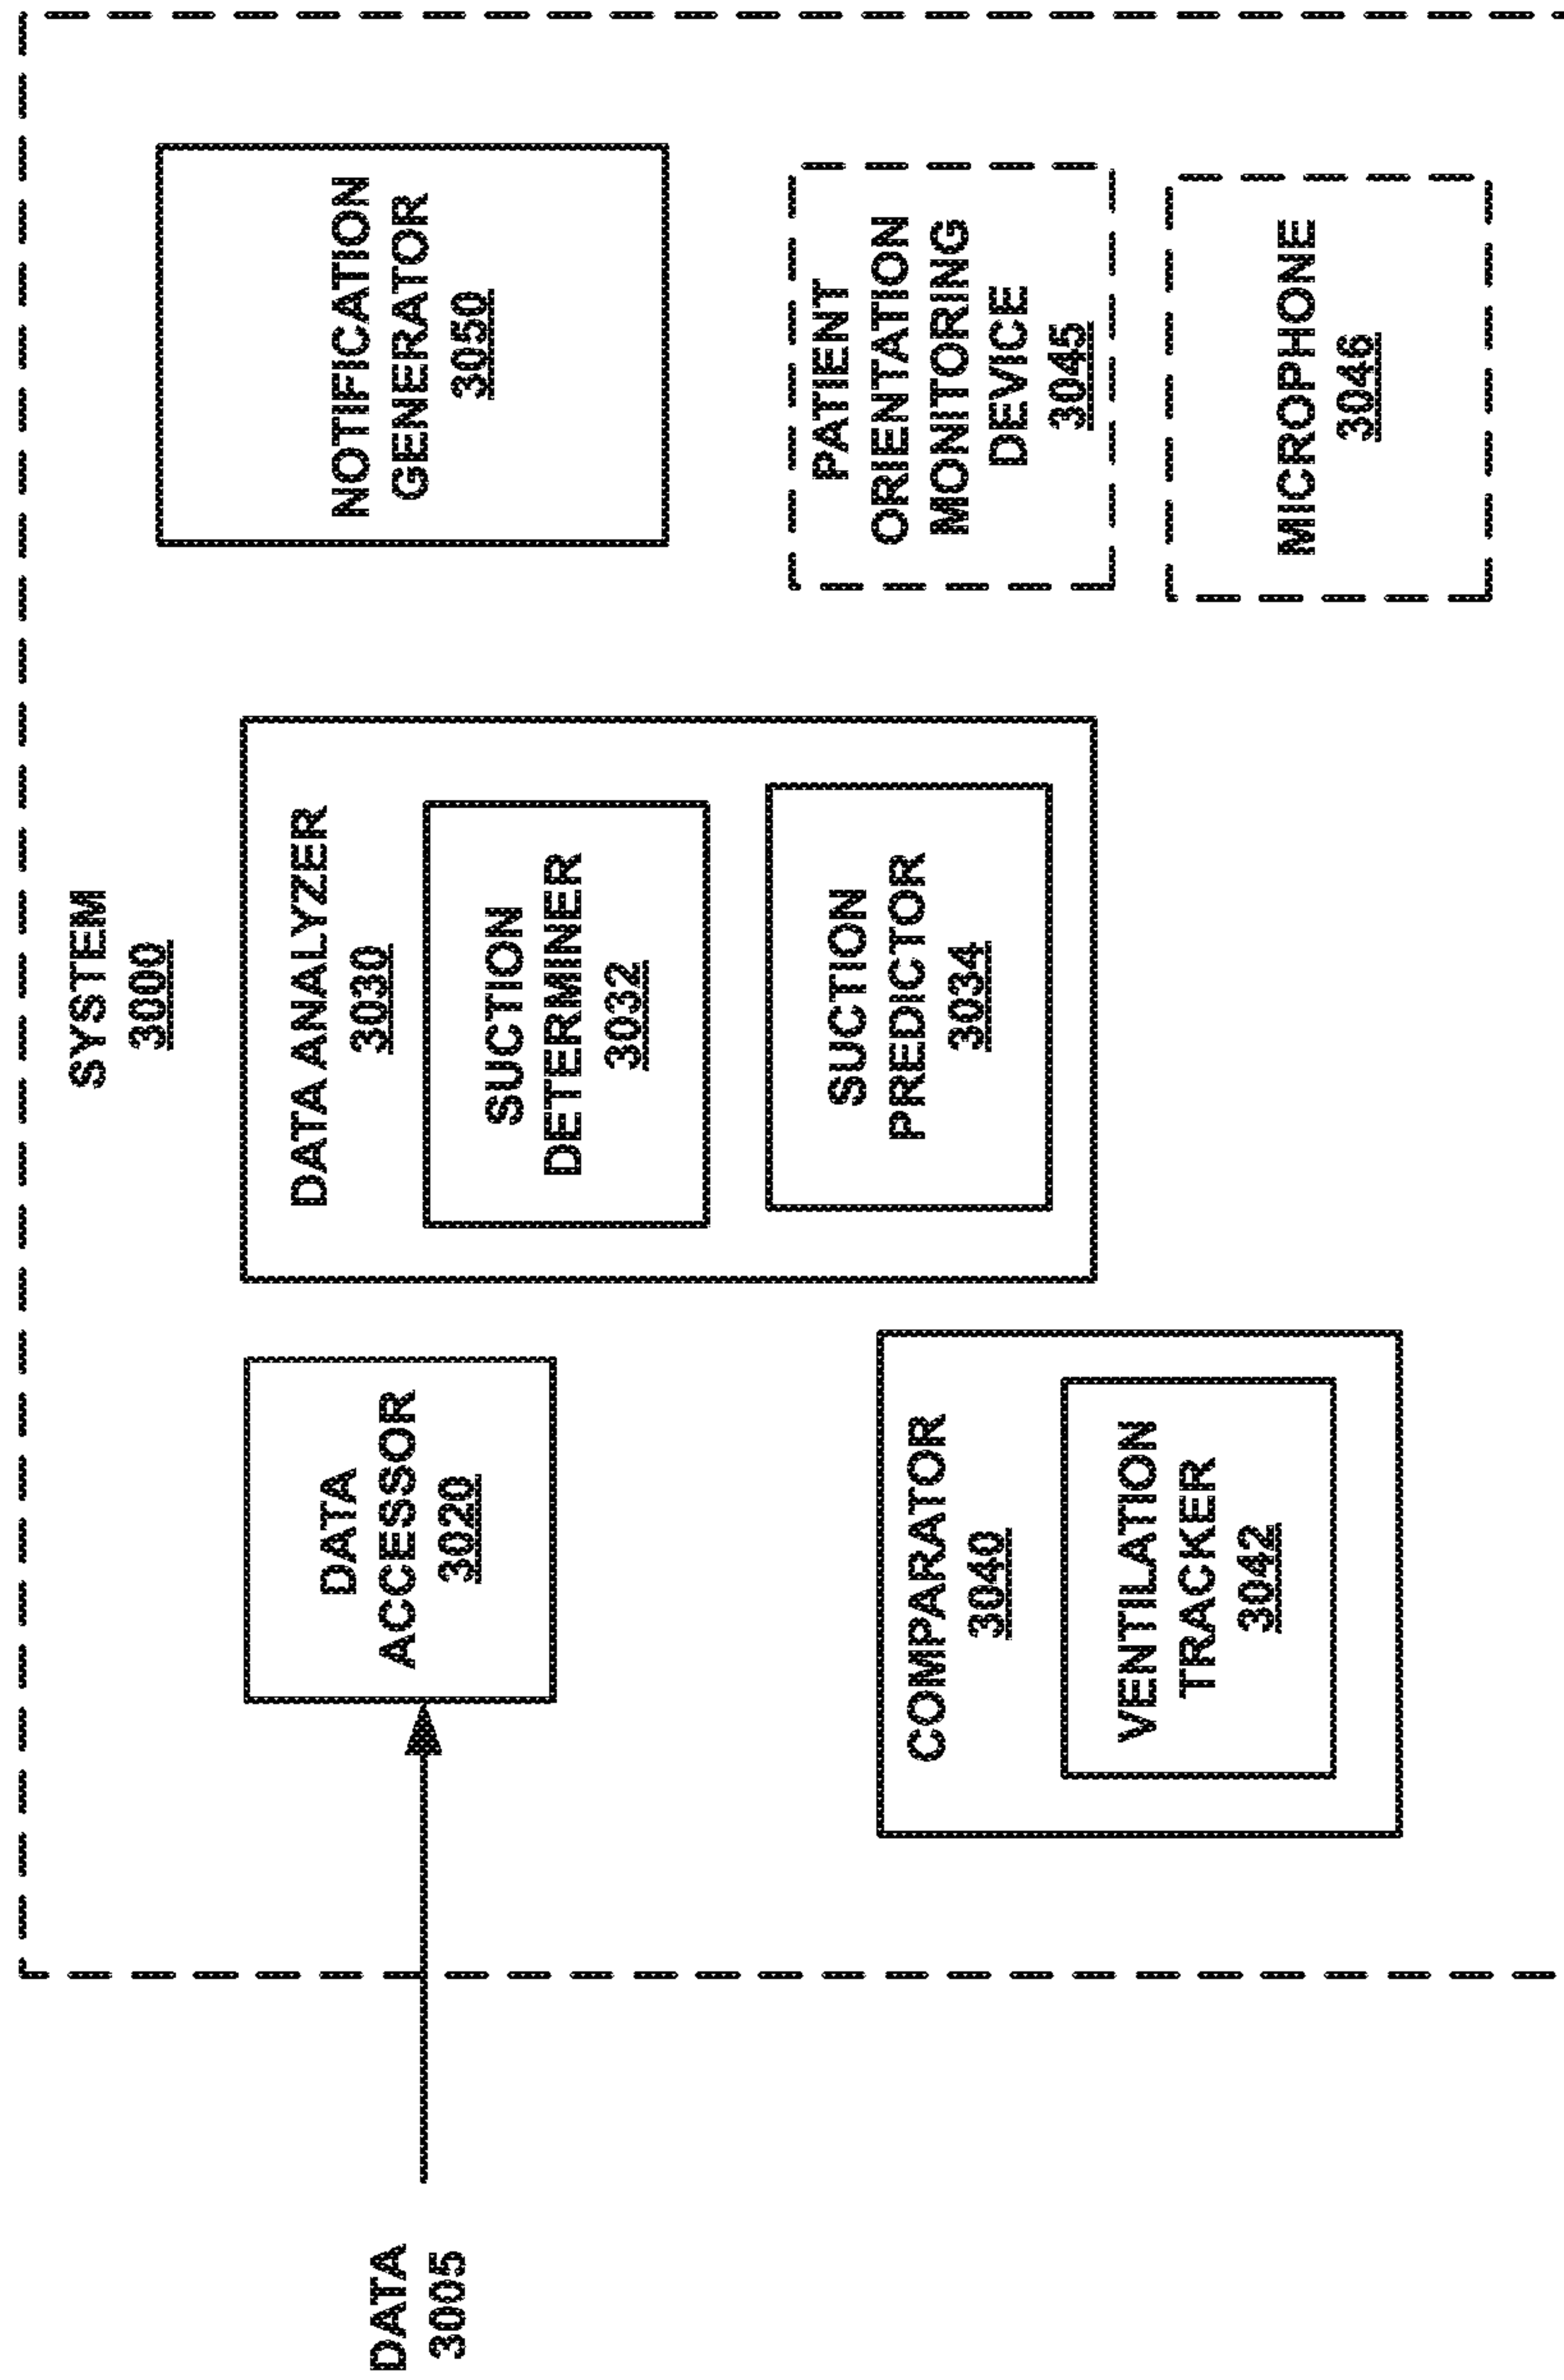 SYSTEM
3000
DATA
3005
DATA
ACCESSOR
3020
DATA ANALYZER
3030
SUCTION
DETERMINER
3032
SUCTION
PREDICTOR
3034
NOTIFICATION
GENERATOR
3050
COMPARATOR
3040
VENTILATION
TRACKER
3042
PATIENT
ORIENTATION
MONITORING
DEVICE
3045
MICROPHONE
3046